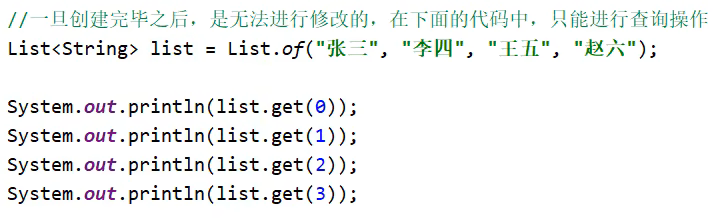 //一旦创建完毕之后，是无法进行修改的，在下面的代码中，只能进行查询操作
List<String> list = List.of("张三", "李四", "王五", "赵六");
System.out.println(list.get(0));
System.out.println(list.get(1));
System.out.println(list.get(2));
System.out.println(list.get(3));